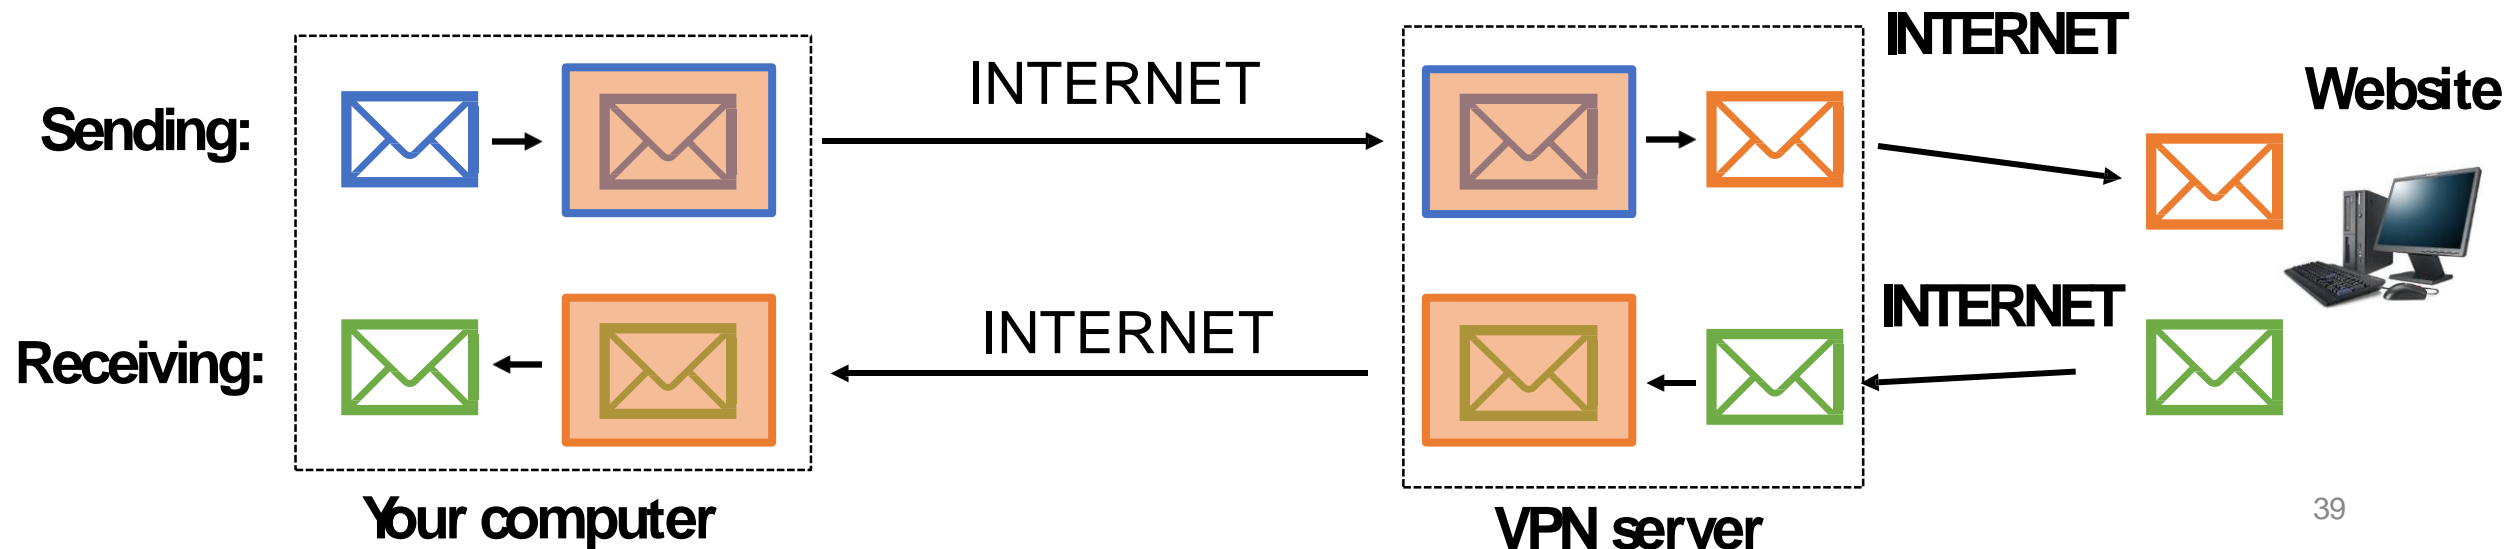 INTERNET
INTERNET
Website
Sending:
INTERNET
INTERNET
Receiving:
Your computer
VPN server
39